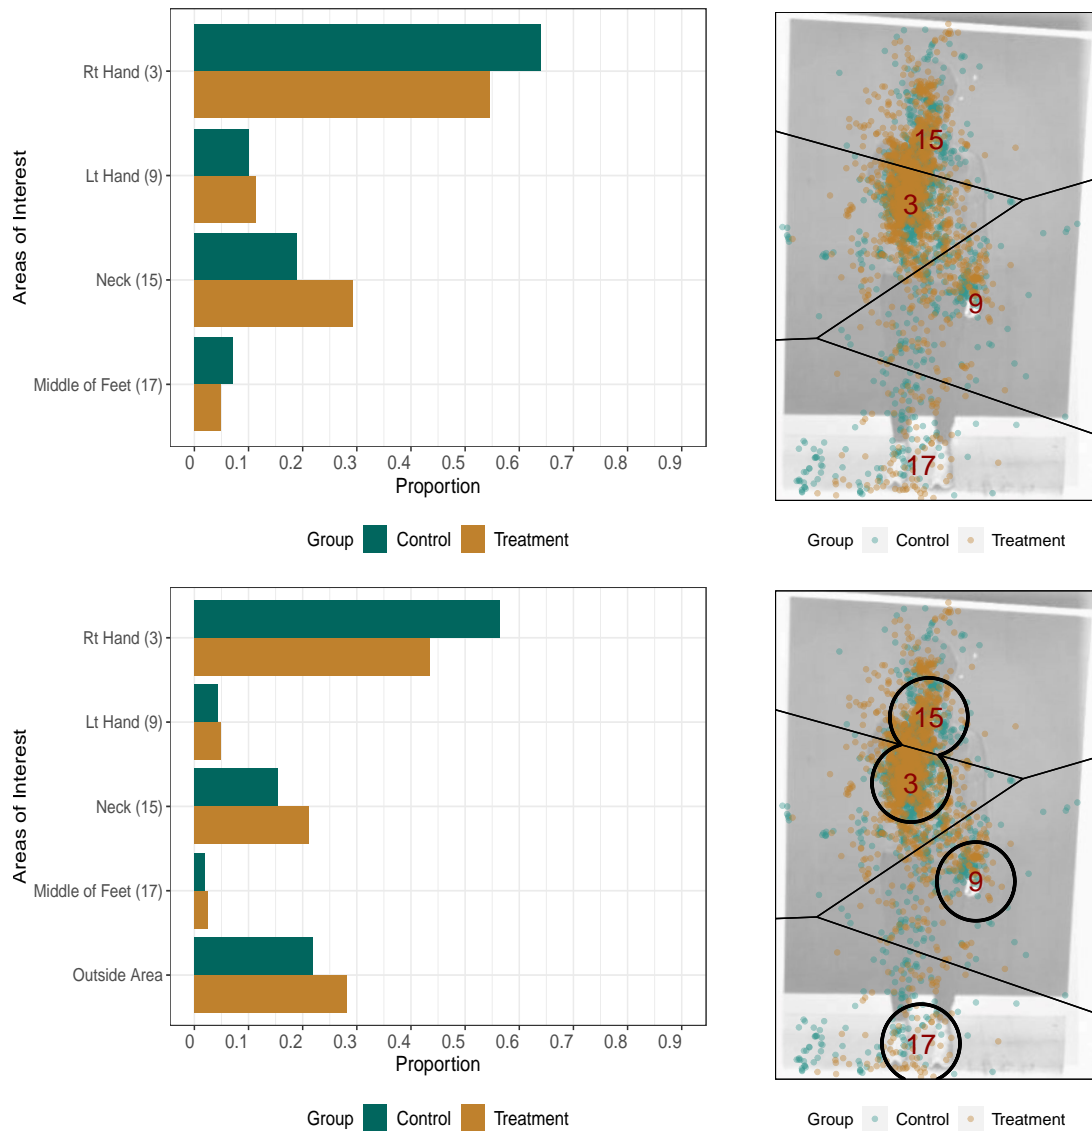 Areas of Interest
Rt Hand (3)
Lt Hand (9)
Neck (15)
Middle of Feet (17)
0 0.1 0.2 0.3 0.4 0.5 0.6 0.7 0.8 0.9
Proportion
Group Control Treatment
15
3
9
17
Group Control Treatment
Areas of Interest
Rt Hand (3)
Lt Hand (9)
Neck (15)
Middle of Feet (17)
Outside Area
0 0.1 0.2 0.3 0.4 0.5 0.6 0.7 0.8 0.9
Proportion
Group Control Treatment
15
3
9
17
Group Control Treatment